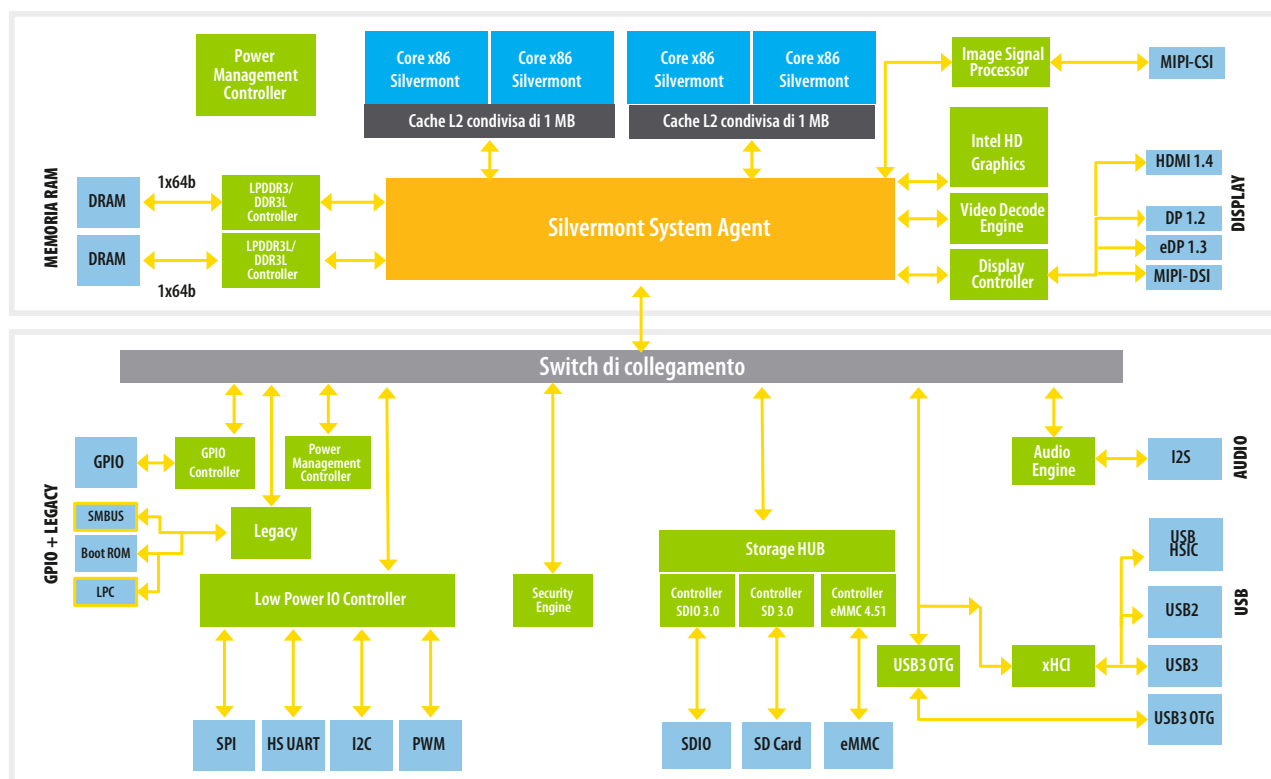 Power
Management
Controller
Core x86
Silvermont
Core x86
Silvermont
Cache L2 condivisa di 1 MB
Core x86
Silvermont
Core x86
Silvermont
Cache L2 condivisa di 1 MB
Image Signal
Processor
MIPI-CSI
Intel HD
Graphics
Video Decode
Engine
Display
Controller
HDMI 1.4
DP 1.2
eDP 1.3
MIPI-DSI
DISPLAY
MEMORIA RAM
DRAM
1x64b
LPDDR3/
DDR3L
Controller
DRAM
1x64b
LPDDR3L/
DDR3L
Controller
Silvermont System Agent
Switch di collegamento
GPIO + LEGACY
GPIO
GPIO
Controller
Power
Management
Controller
SMBUS
Boot ROM
LPC
Legacy
Low Power IO Controller
SPI
HS UART
I2C
PWM
Security
Engine
Storage HUB
Controller
SDIO 3.0
Controller
SD 3.0
Controller
eMMC 4.51
SDIO
SD Card
eMMC
Audio
Engine
I2S
AUDIO
USB3 OTG
xHCI
USB
HSIC
USB2
USB3
USB3 OTG
USB